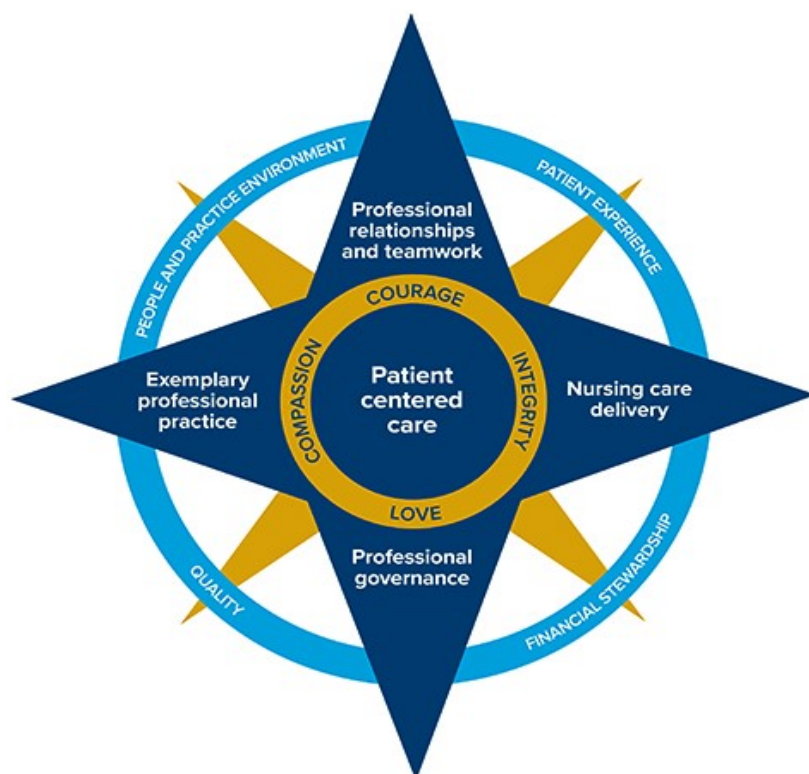 PEOPLE AND PRACTICE ENVIRONMENT
PATIENT EXPERIENCE
Professional
relationships
and teamwork
COURAGE
Exemplary
professional
practice
COMPASSION
Patient
centered
care
INTEGRITY
Nursing care
delivery
LOVE
Professional
governance
QUALITY
FINANCIAL STEWARDSHIP